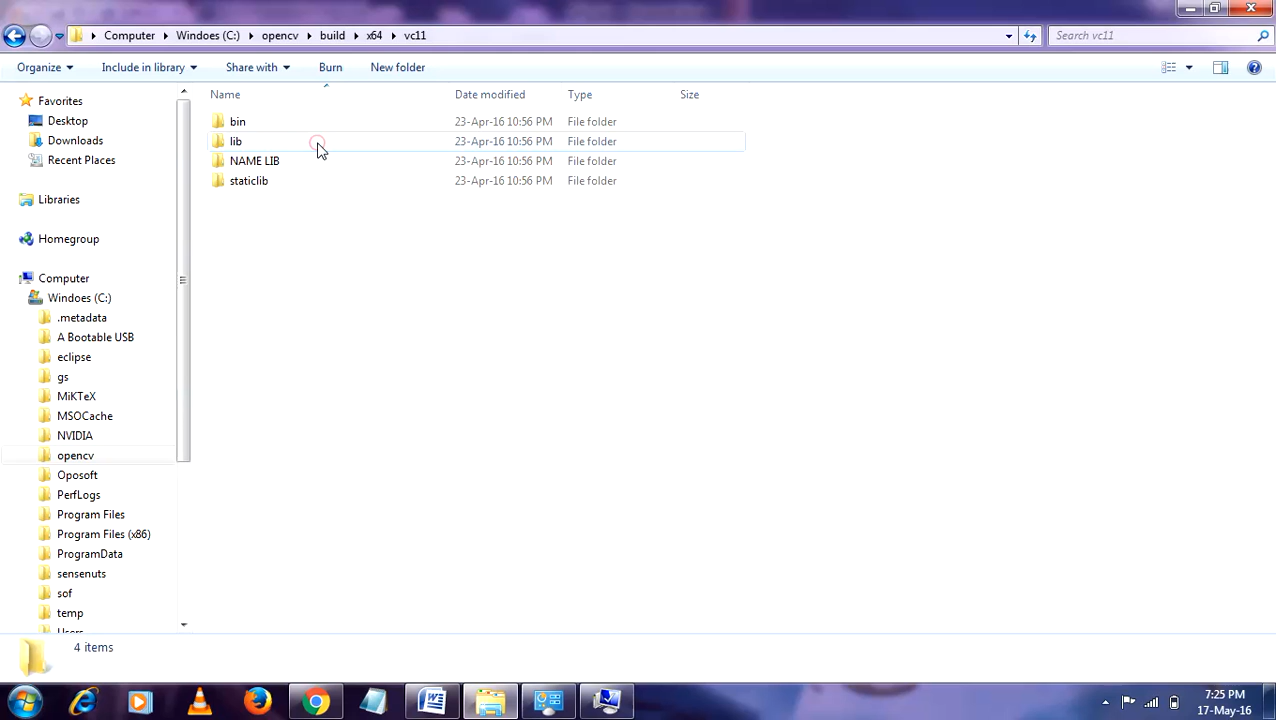 Computer Windoes (C:) opencv build x64 vc11 Search vc11
Organize Include in library Share with Burn New folder
Name Date modified Type Size
Favorites
Desktop
Downloads
Recent Places
Libraries
Homegroup
Computer
Windoes (C:)
.metadata
A Bootable USB
eclipse
gs
MiKTeX
MSOCache
NVIDIA
opencv
Oposoft
PerfLogs
Program Files
Program Files (x86)
ProgramData
sensenuts
sof
temp
Users
bin 23-Apr-16 10:56 PM File folder
lib 23-Apr-16 10:56 PM File folder
NAME LIB 23-Apr-16 10:56 PM File folder
staticlib 23-Apr-16 10:56 PM File folder
4 items
7:25 PM
17-May-16